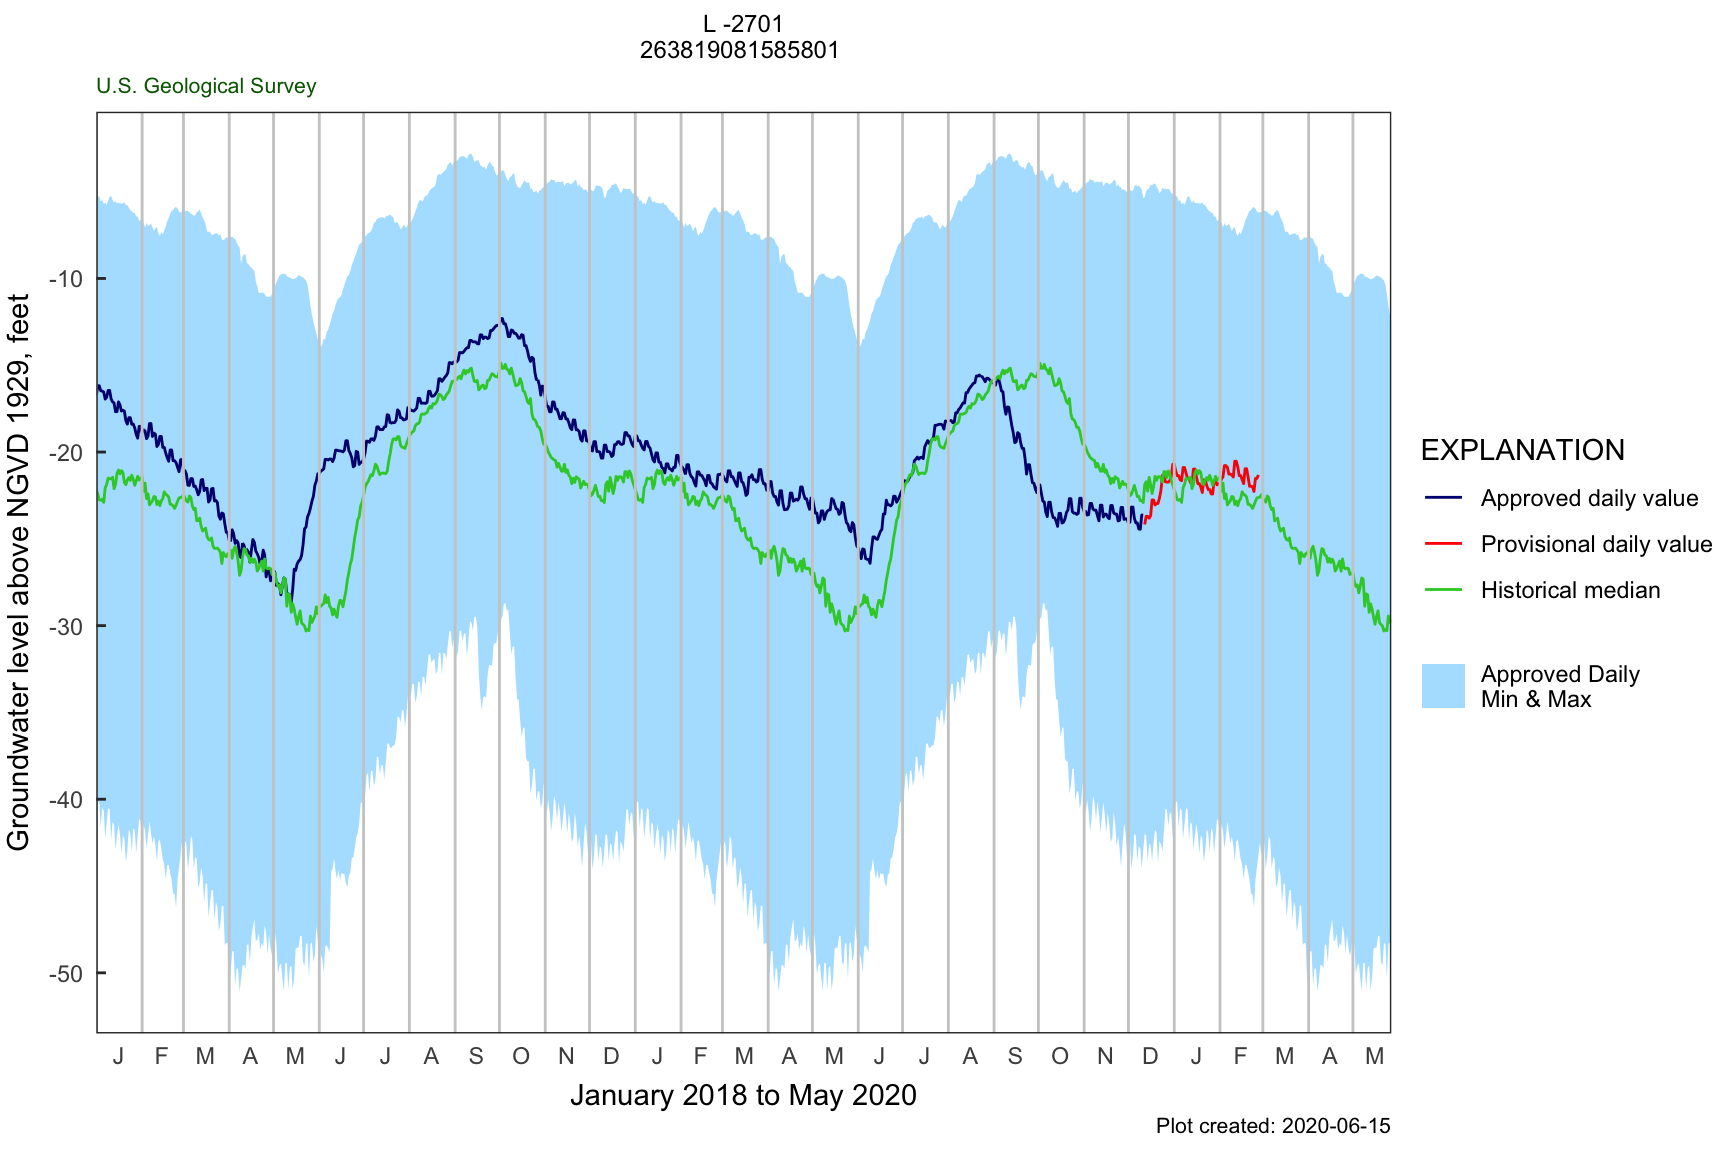 L -2701
263819081585801
U.S. Geological Survey
Groundwater level above NGVD 1929, feet
-10
-20
-30
-40
-50
J F M A M J J A S O N D J F M A M J J A S O N D J F M A M
January 2018 to May 2020
EXPLANATION
Approved daily value
Provisional daily value
Historical median
Approved Daily
Min & Max
Plot created: 2020-06-15